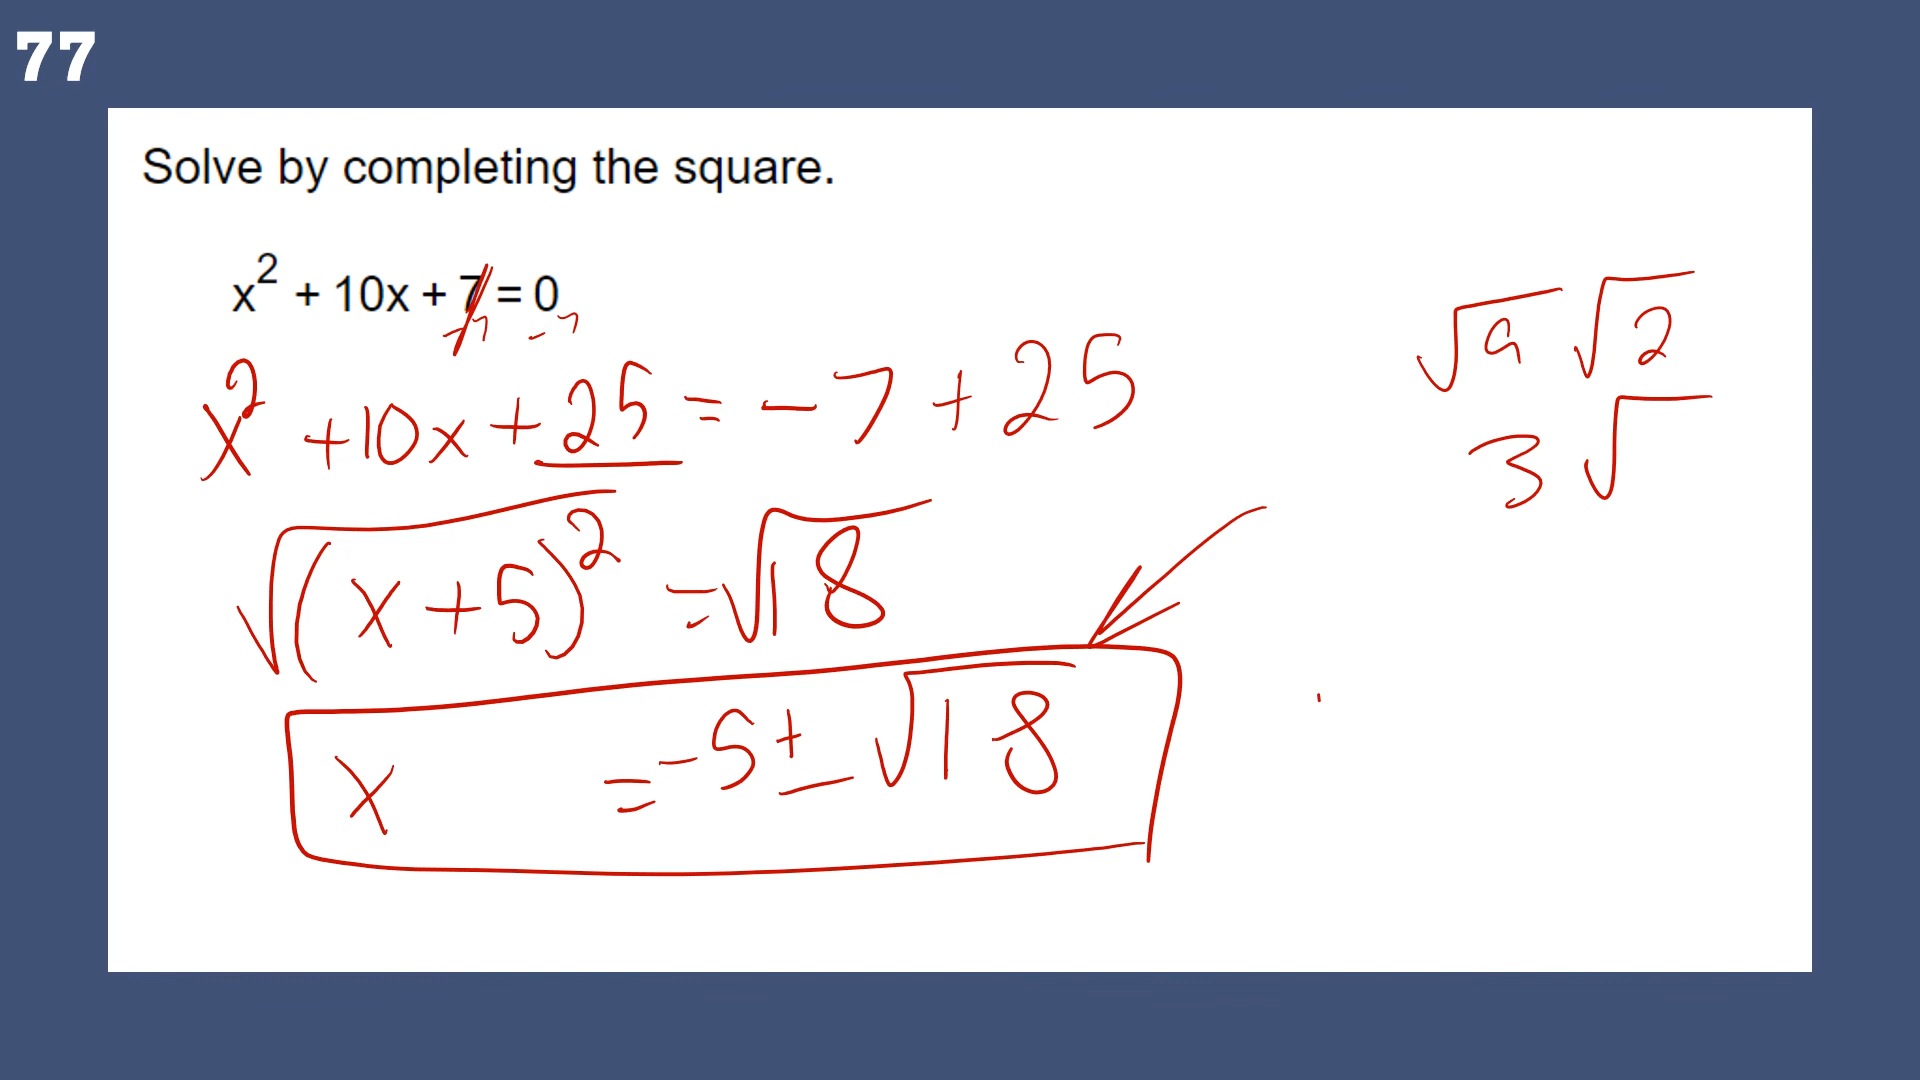 77
Solve by completing the square.
x² + 10x + 7 = 0
-7 -7
x² +10x + 25 = -7 + 25
√(x+5)² = √18
x = -5 ± √18
√9 √2
3 √